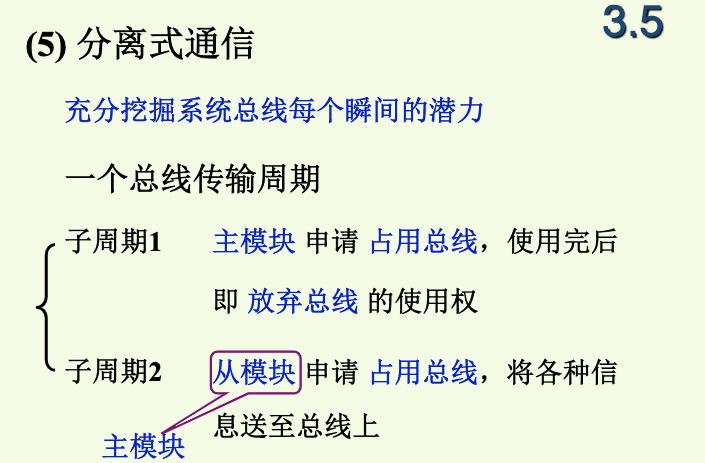 3.5
(5) 分离式通信
充分挖掘系统总线每个瞬间的潜力
一个总线传输周期
子周期1 主模块 申请 占用总线，使用完后
即 放弃总线 的使用权
子周期2 从模块 申请 占用总线，将各种信
息送至总线上
主模块